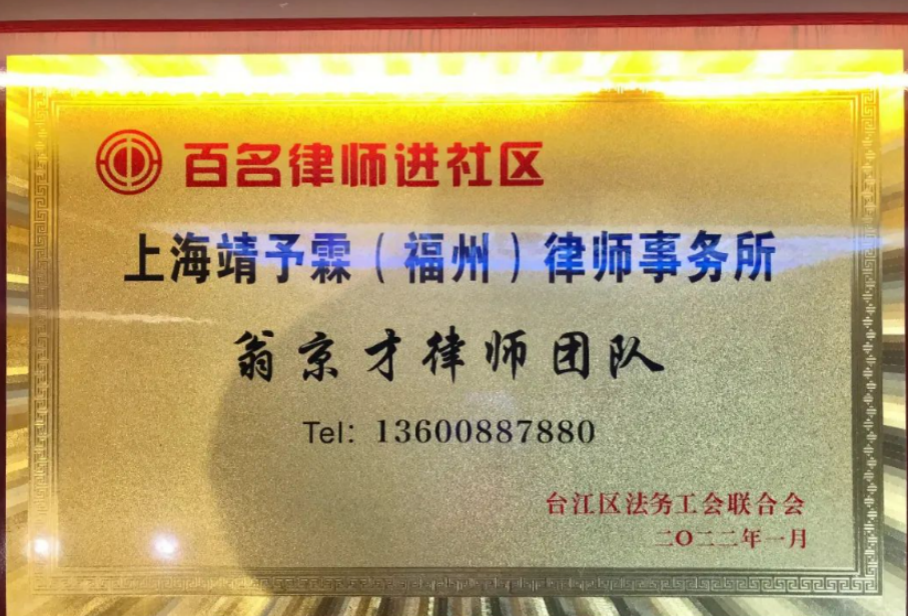 百名律师进社区
上海靖予霖（福州）律师事务所
翁京才律师团队
Tel: 13600887880
台江区法务工会联合会
二〇二二年一月